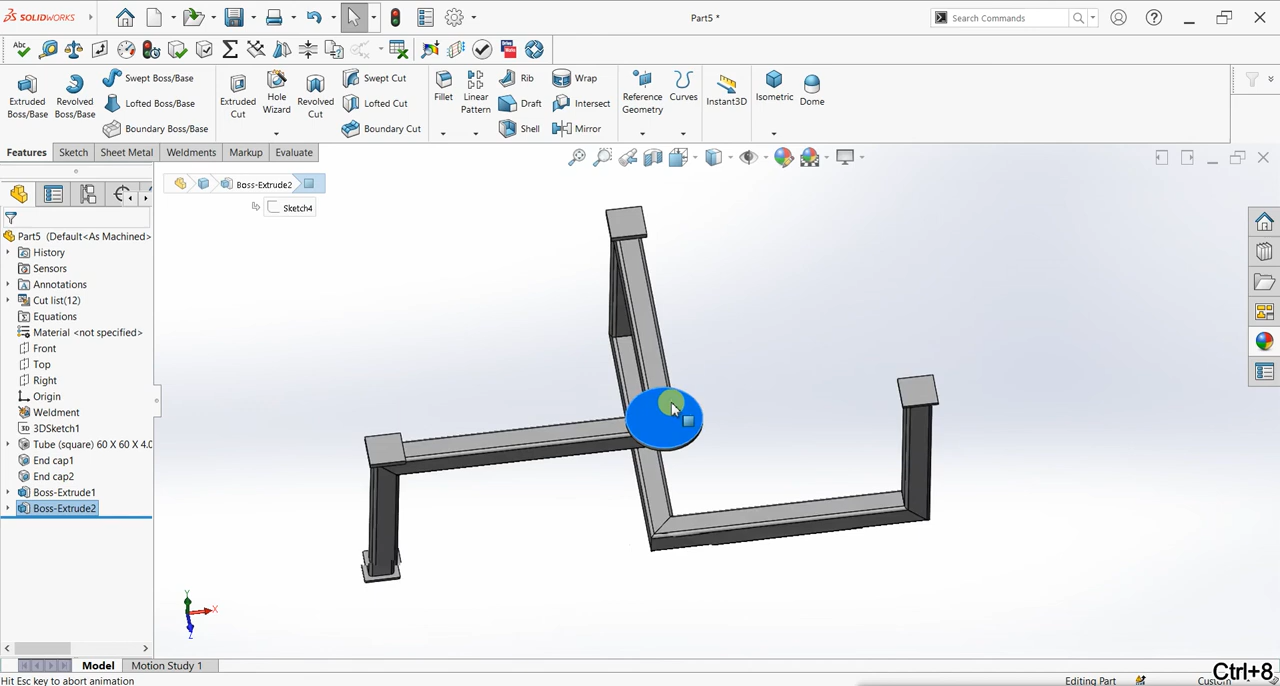 SOLIDWORKS
Part5 *
Search Commands
Abc
Extruded Boss/Base
Revolved Boss/Base
Swept Boss/Base
Lofted Boss/Base
Boundary Boss/Base
Extruded Cut
Hole Wizard
Revolved Cut
Swept Cut
Lofted Cut
Boundary Cut
Fillet
Linear Pattern
Rib
Draft
Shell
Wrap
Intersect
Mirror
Reference Geometry
Curves
Instant3D
Isometric
Dome
Features
Sketch
Sheet Metal
Weldments
Markup
Evaluate
Boss-Extrude2
Sketch4
Part5 (Default<As Machined>
History
Sensors
Annotations
Cut list(12)
Equations
Material <not specified>
Front
Top
Right
Origin
Weldment
3D 3DSketch1
Tube (square) 60 X 60 X 4.0
End cap1
End cap2
Boss-Extrude1
Boss-Extrude2
Y
X
Z
Model
Motion Study 1
Ctrl+8
Hit Esc key to abort animation
Editing Part